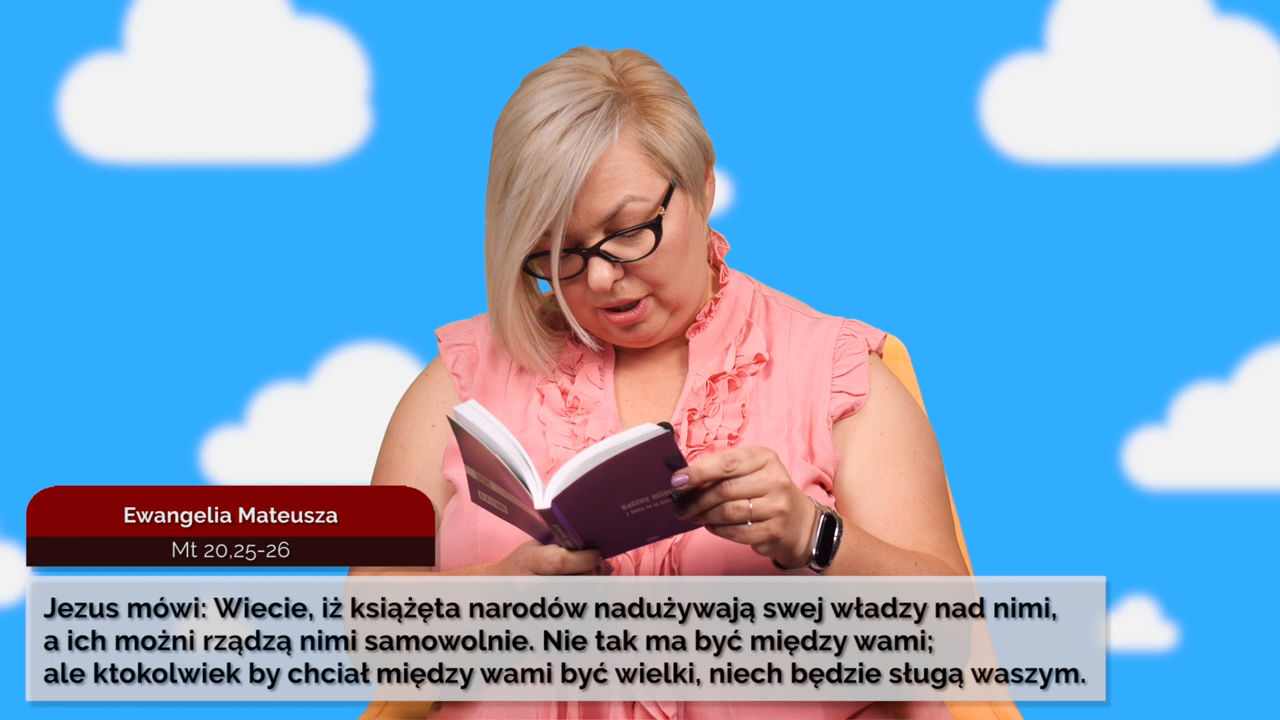 Będźmy
Ewangelia Mateusza
Mt 20,25-26
Jezus mówi: Wiecie, iż książęta narodów nadużywają swej władzy nad nimi,
a ich możni rządzą nimi samowolnie. Nie tak ma być między wami;
ale ktokolwiek by chciał między wami być wielki, niech będzie sługą waszym.